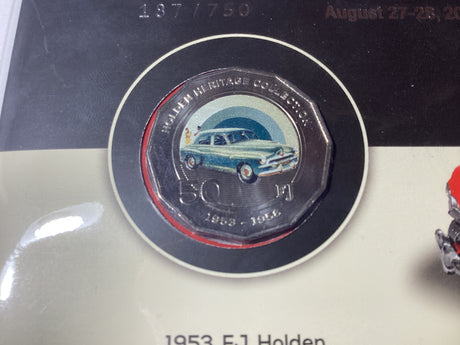 187/750
August 27-28, 20
HOLDEN HERITAGE COLLECTION
50 FJ
1953 - 1956
1953 FJ Holden